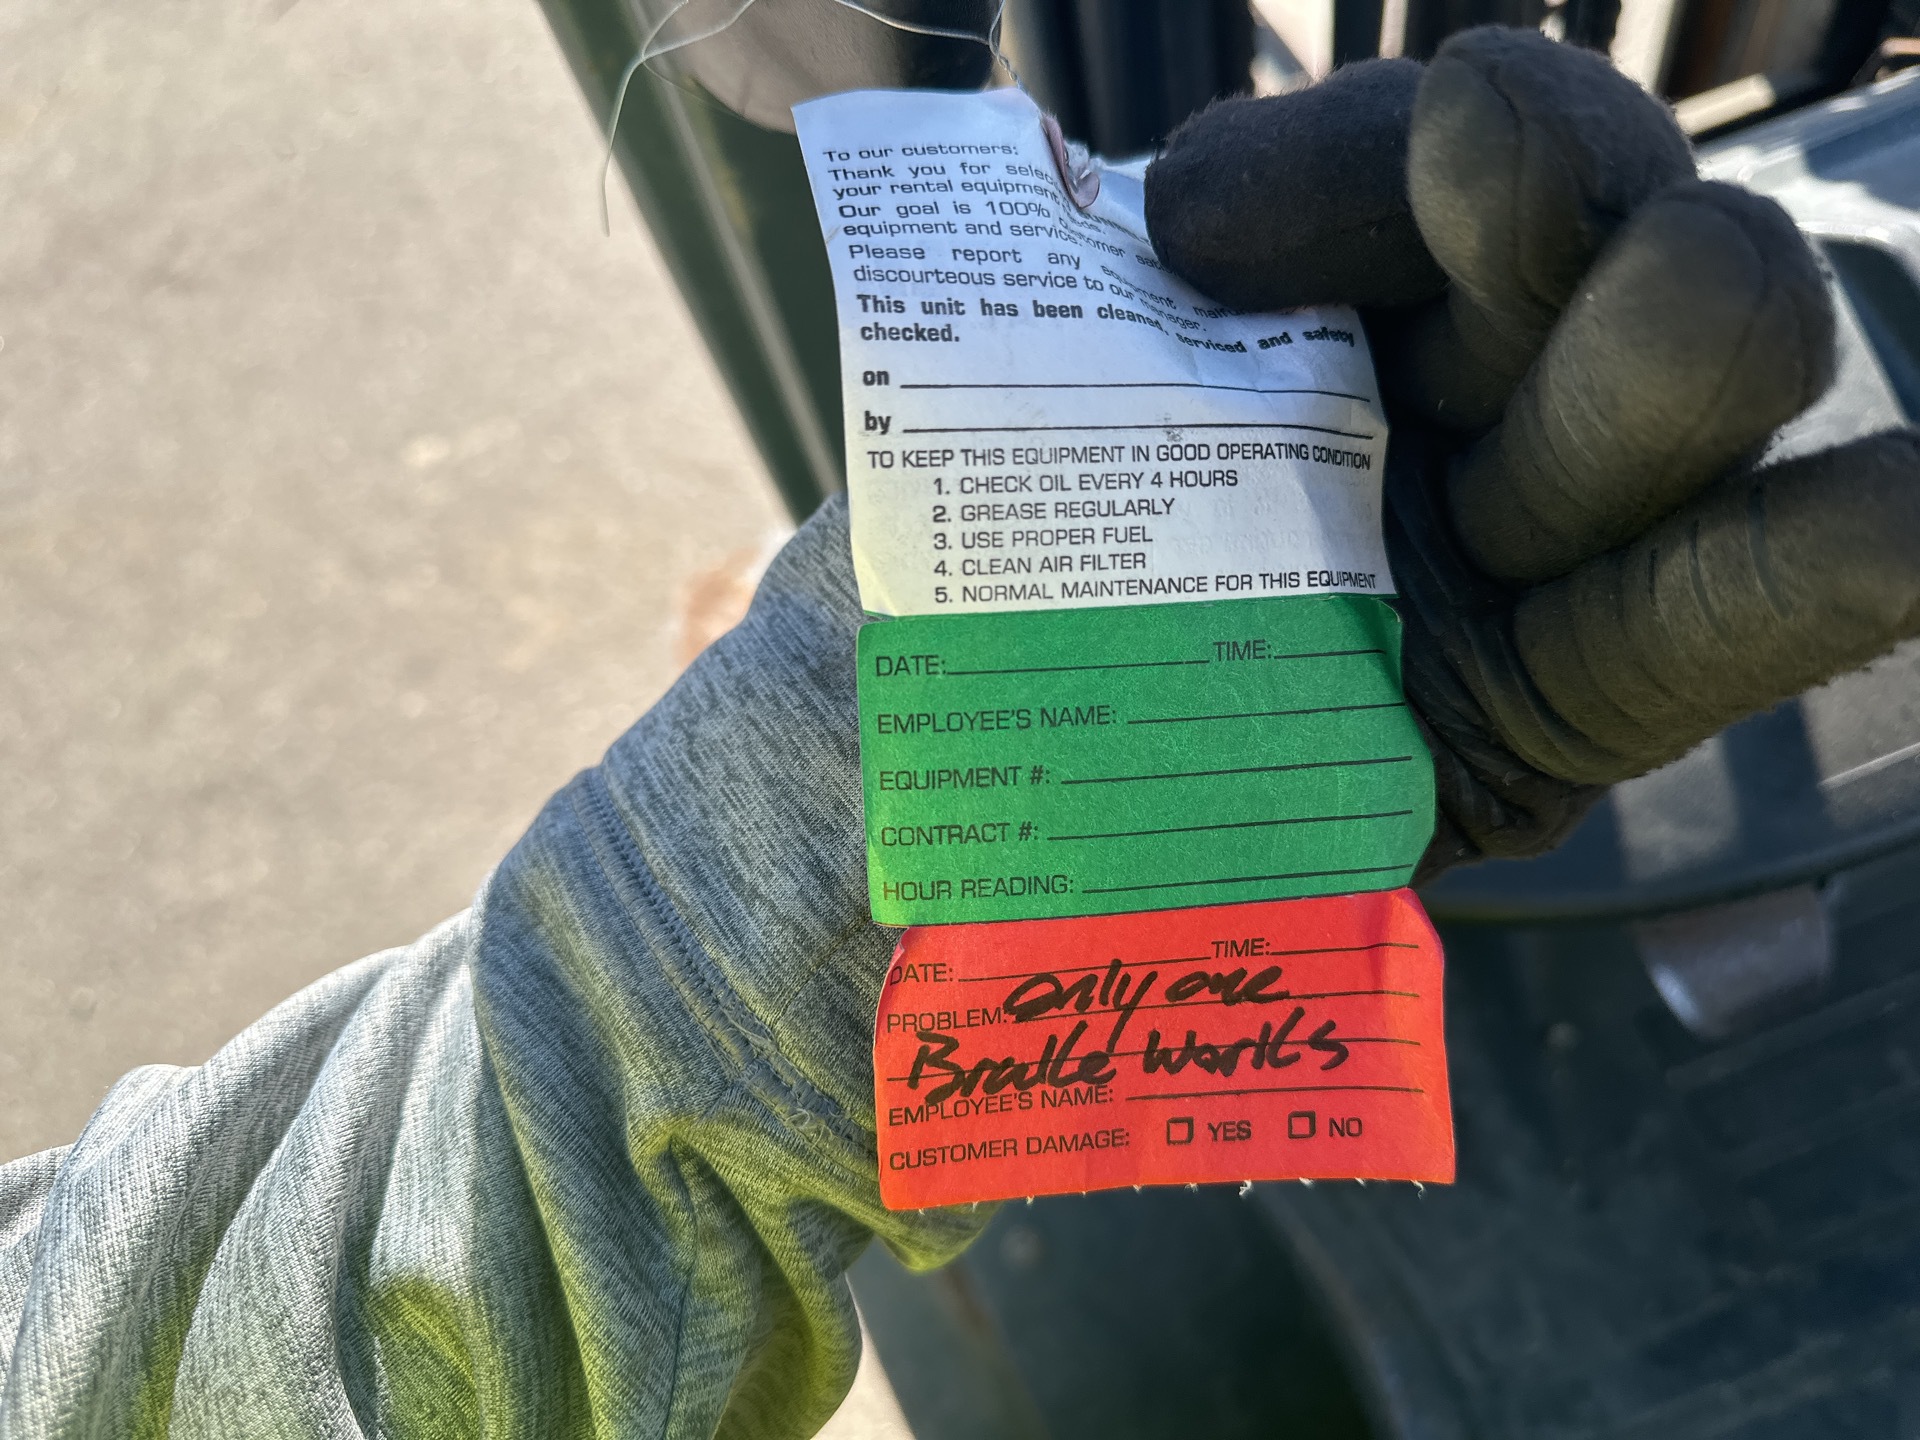 To our customers:
Thank you for
your rental equipment
Our goal is 100% customer
equipment and service.
Please report any equipment
discourteous service to our manager.
This unit has been cleaned, serviced and safety
checked.
on
by
TO KEEP THIS EQUIPMENT IN GOOD OPERATING CONDITION
1. CHECK OIL EVERY 4 HOURS
2. GREASE REGULARLY
3. USE PROPER FUEL
4. CLEAN AIR FILTER
5. NORMAL MAINTENANCE FOR THIS EQUIPMENT
DATE: TIME:
EMPLOYEE'S NAME:
EQUIPMENT #:
CONTRACT #:
HOUR READING:
DATE: TIME:
PROBLEM: only one
Brake works
EMPLOYEE'S NAME:
CUSTOMER DAMAGE: YES NO